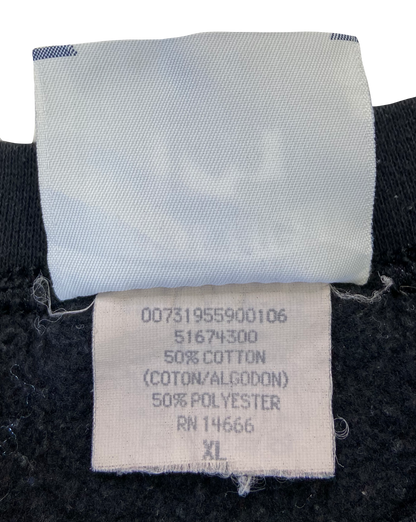 00731955900106
51674300
50% COTTON
(COTON/ALGODON)
50% POLYESTER
RN 14666
XL